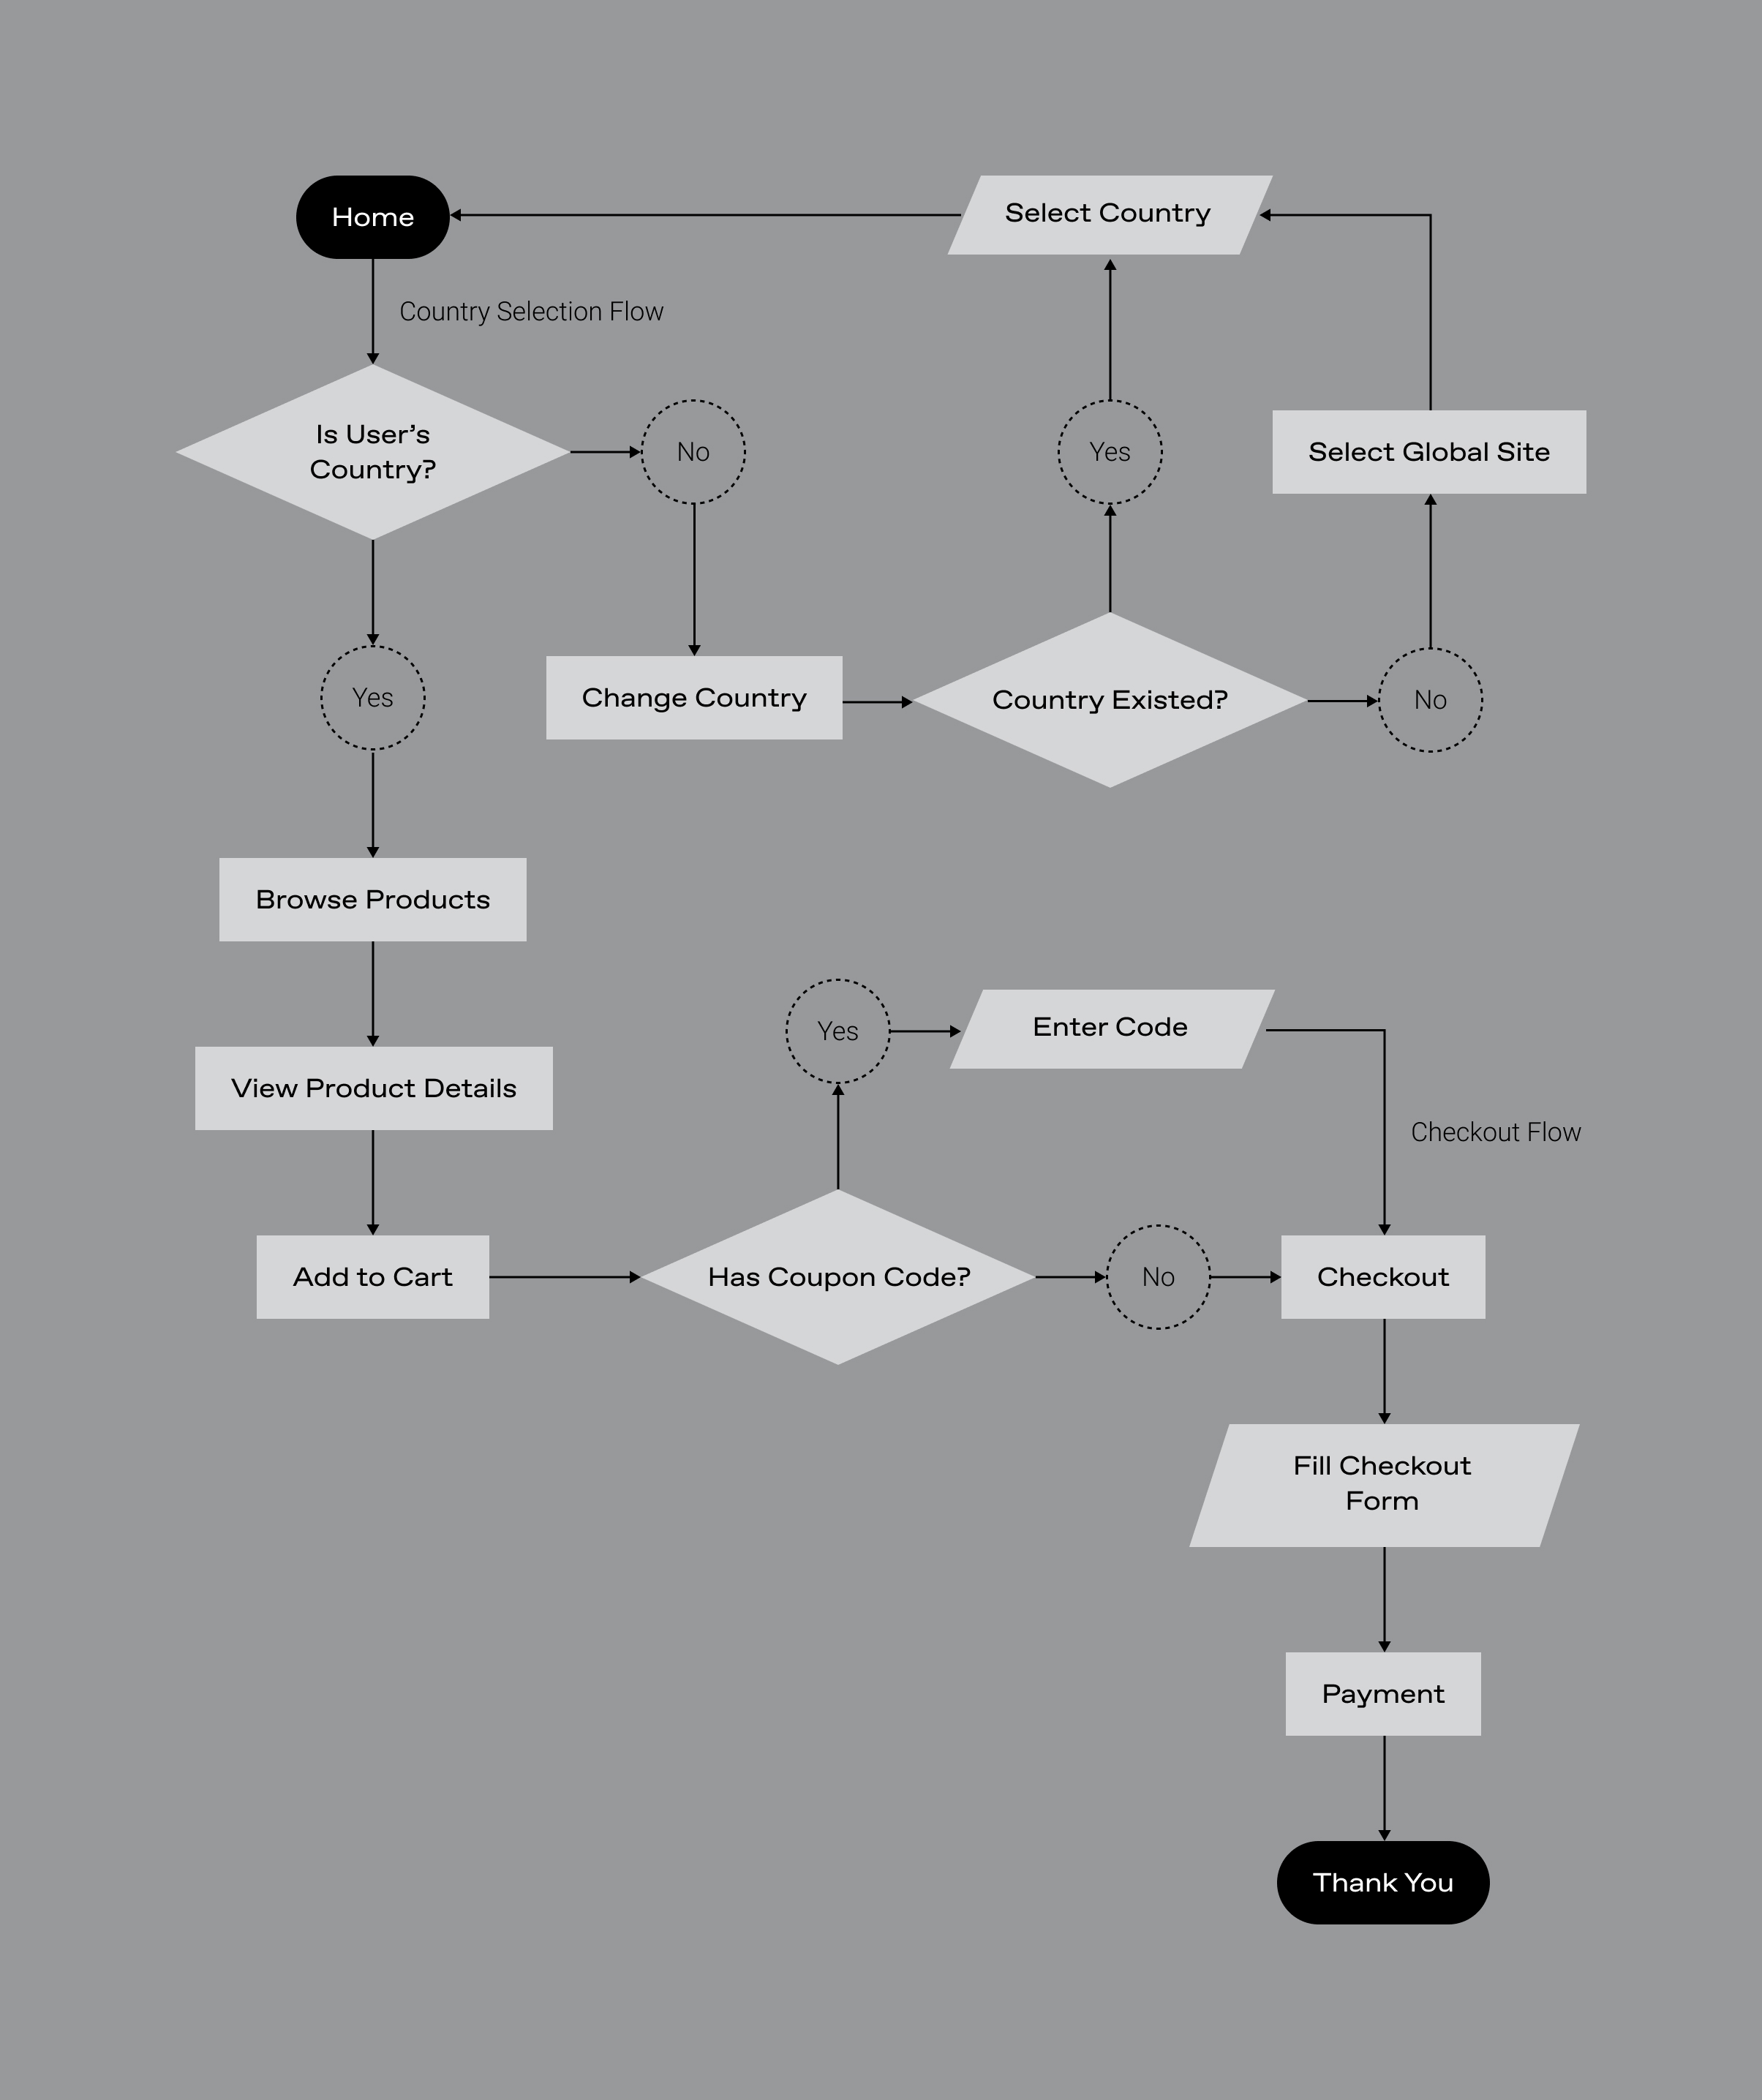 Home
Select Country
Country Selection Flow
Is User’s
Country?
No
Yes
Select Global Site
Yes
Change Country
Country Existed?
No
Browse Products
Yes
Enter Code
View Product Details
Checkout Flow
Add to Cart
Has Coupon Code?
No
Checkout
Fill Checkout
Form
Payment
Thank You